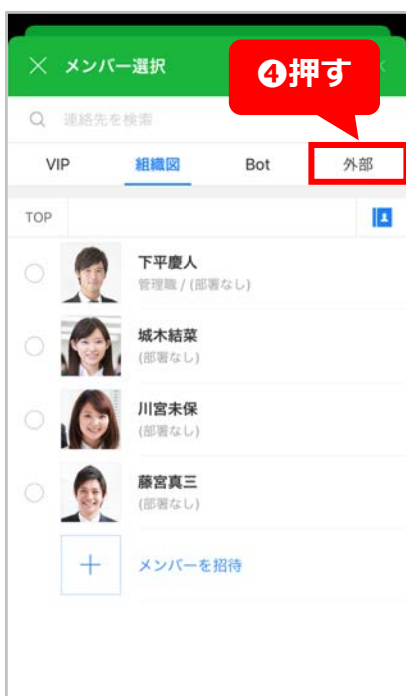 メンバー選択
❹押す
連絡先を検索
VIP
組織図
Bot
外部
TOP
下平慶人
管理職 / (部署なし)
城木結菜
(部署なし)
川宮未保
(部署なし)
藤宮真三
(部署なし)
メンバーを招待